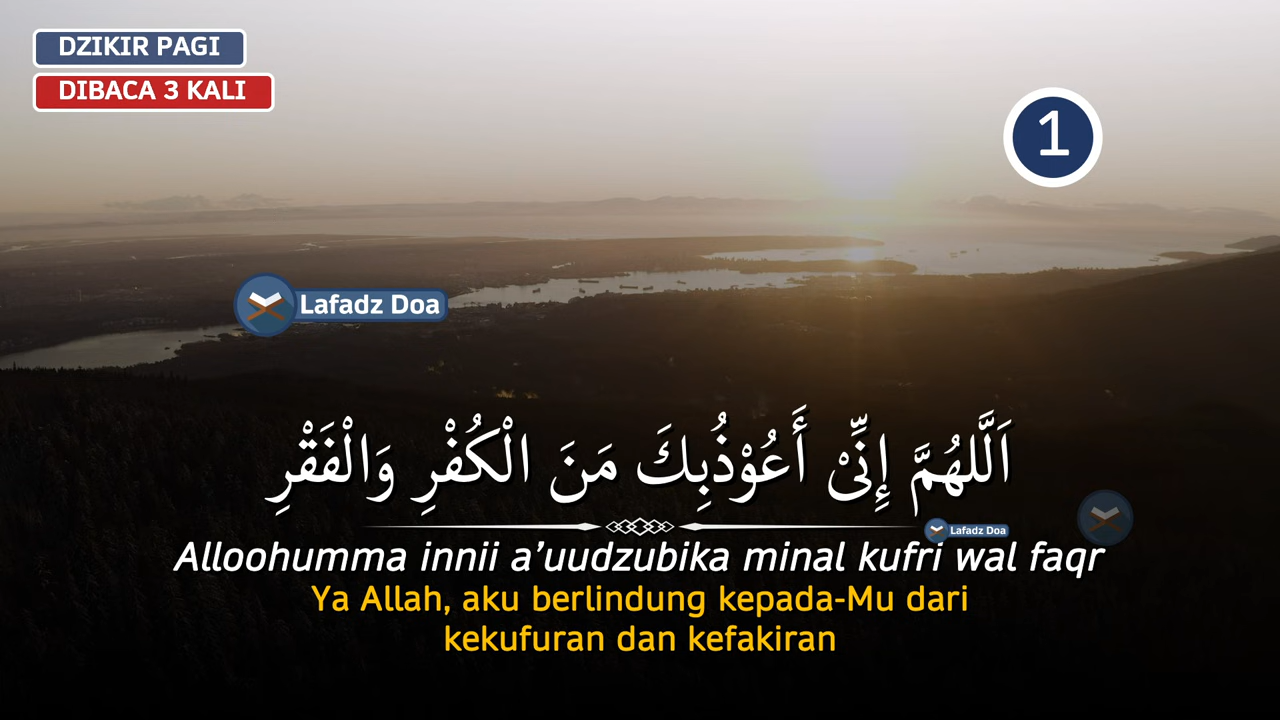 DZIKIR PAGI
DIBACA 3 KALI
1
Lafadz Doa
اَللَّهُمَّ إِنِّىْ أَعُوْذُبِكَ مَنَ الْكُفْرِ وَالْفَقْرِ
Lafadz Doa
Alloohumma innii a’uudzubika minal kufri wal faqr
Ya Allah, aku berlindung kepada-Mu dari
kekufuran dan kefakiran